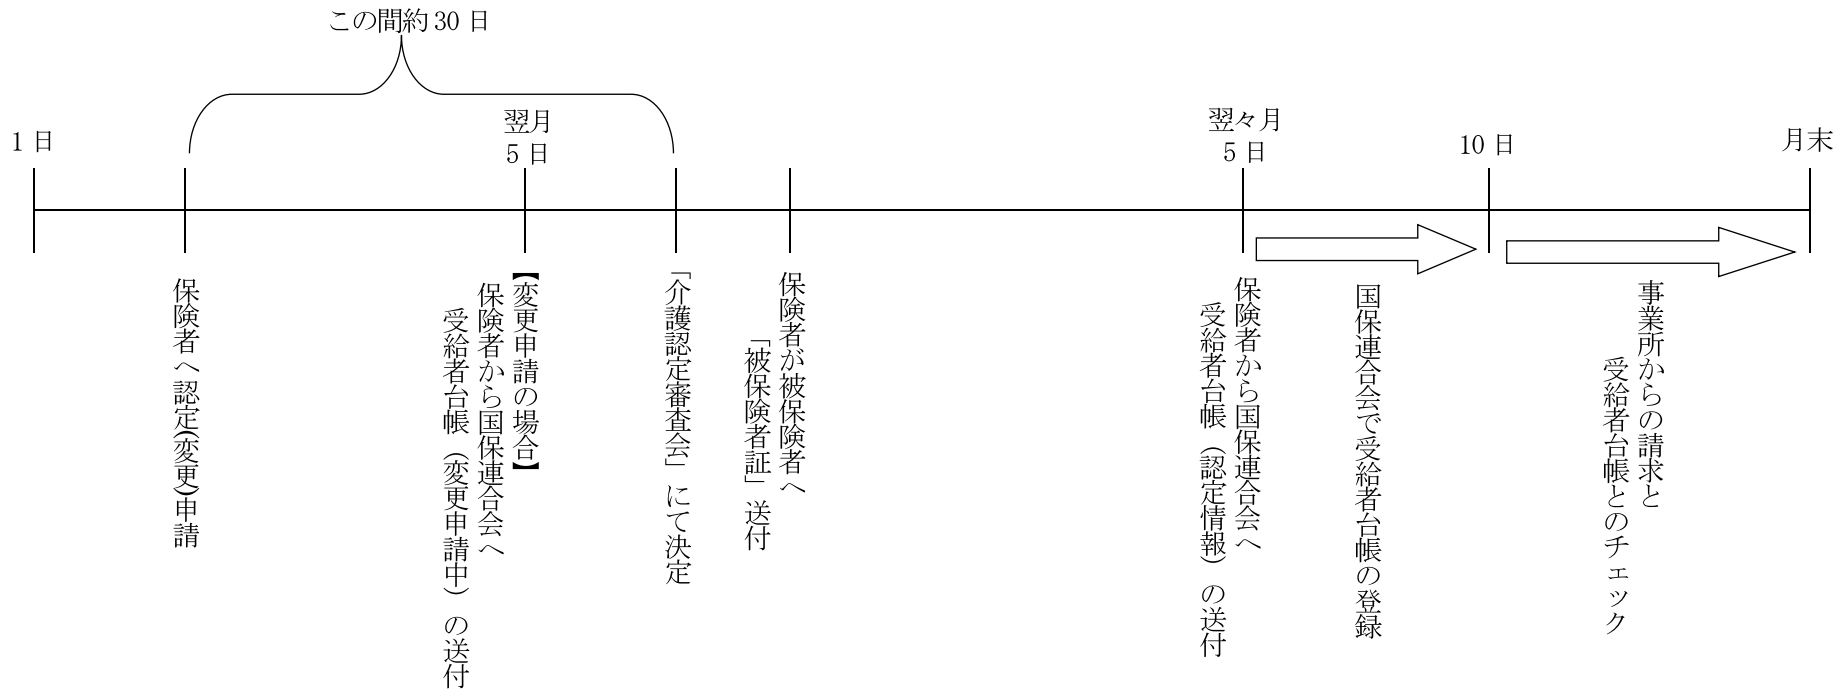 この間約30日
1日
翌月
5日
翌々月
5日
10日
月末
保険者へ認定(変更)申請
【変更申請の場合】
保険者から国保連合会へ
受給者台帳（変更申請中）の送付
「介護認定審査会」にて決定
保険者が被保険者へ
「被保険者証」送付
保険者から国保連合会へ
受給者台帳（認定情報）の送付
国保連合会で受給者台帳の登録
事業所からの請求と
受給者台帳とのチェック